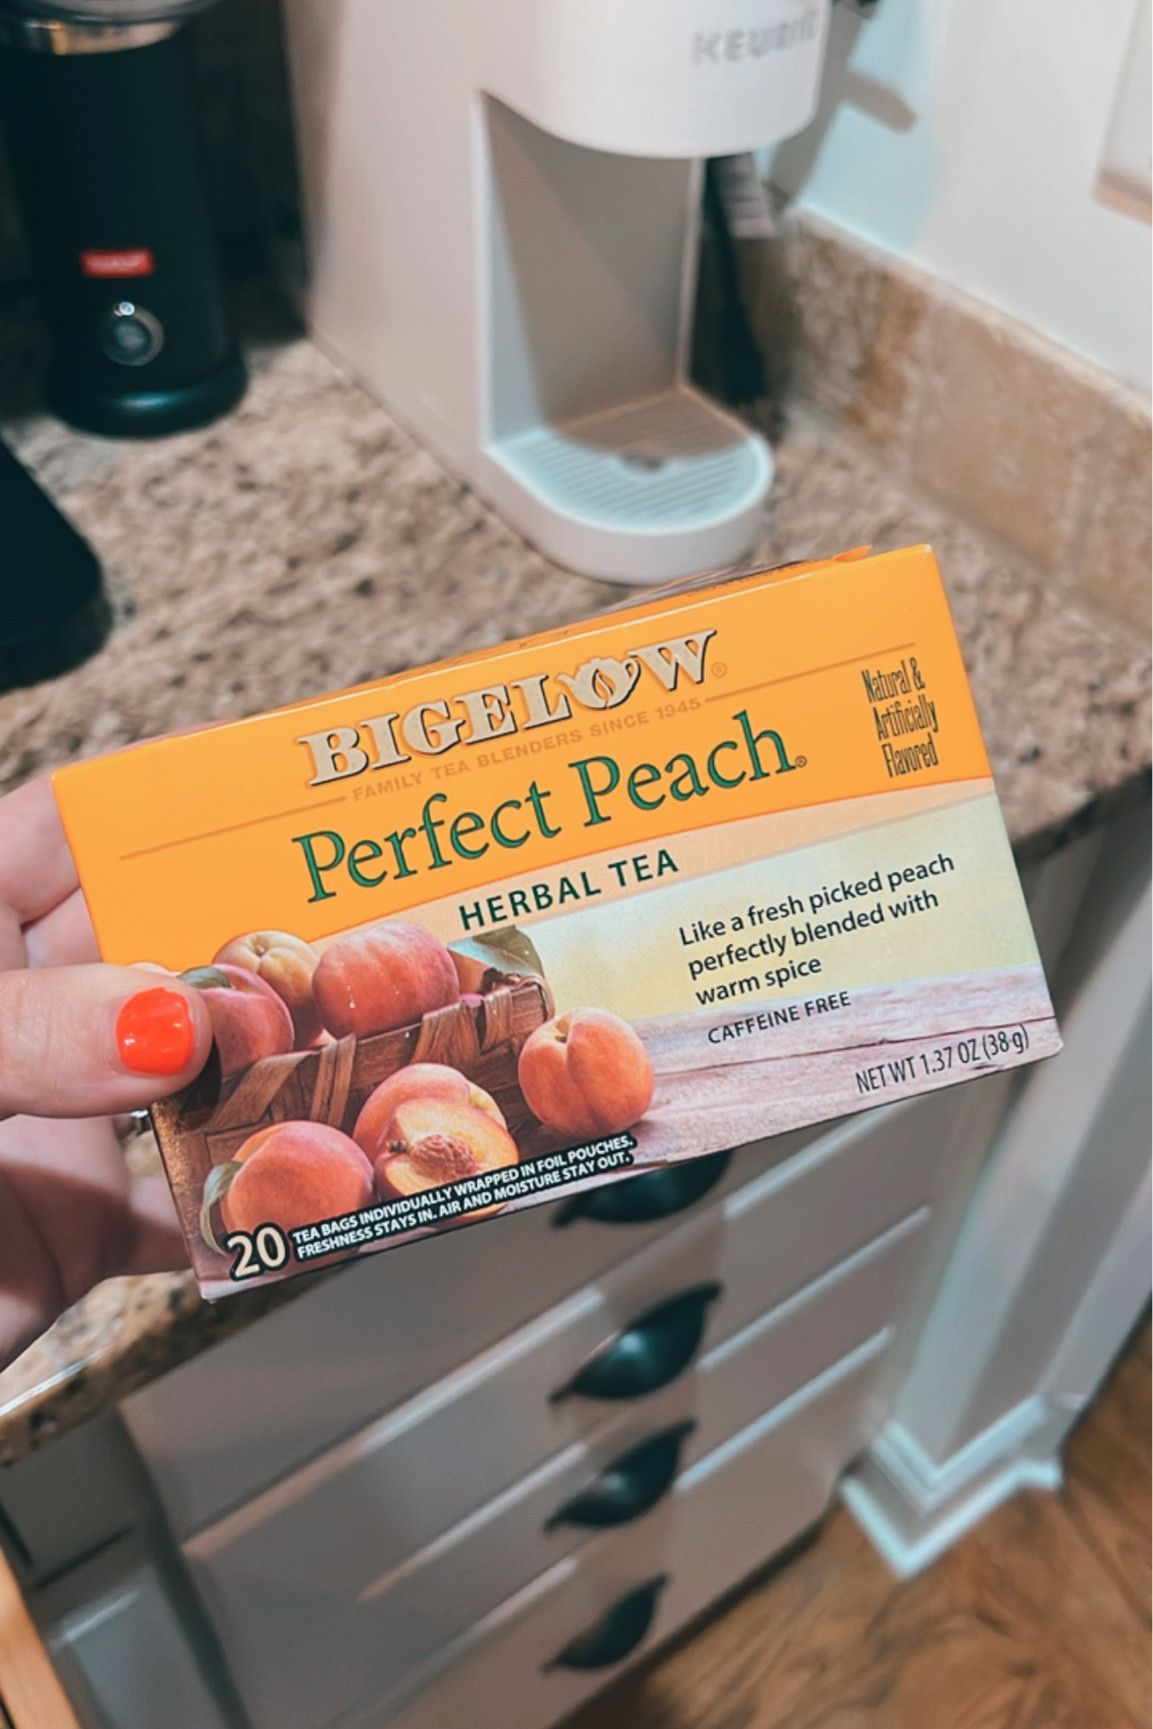 KEURIG
BIGELOW®
FAMILY TEA BLENDERS SINCE 1945
Perfect Peach®
HERBAL TEA
Natural &
Artificially
Flavored
Like a fresh picked peach
perfectly blended with
warm spice
CAFFEINE FREE
NET WT 1.37 OZ (38 g)
20
TEA BAGS INDIVIDUALLY WRAPPED IN FOIL POUCHES.
FRESHNESS STAYS IN. AIR AND MOISTURE STAY OUT.